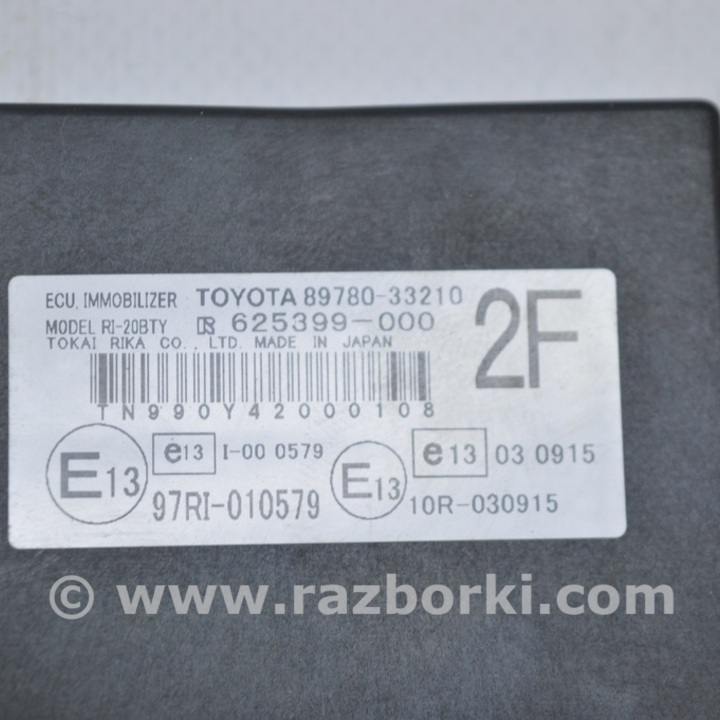 ECU, IMMOBILIZER TOYOTA 89780-33210
MODEL RI-20BTY R 625399-000
TOKAI RIKA CO., LTD. MADE IN JAPAN
2F
TN990Y42000108
E13 e13 I-00 0579
97RI-010579
E13 e13 03 0915
10R-030915
© www.razborki.com